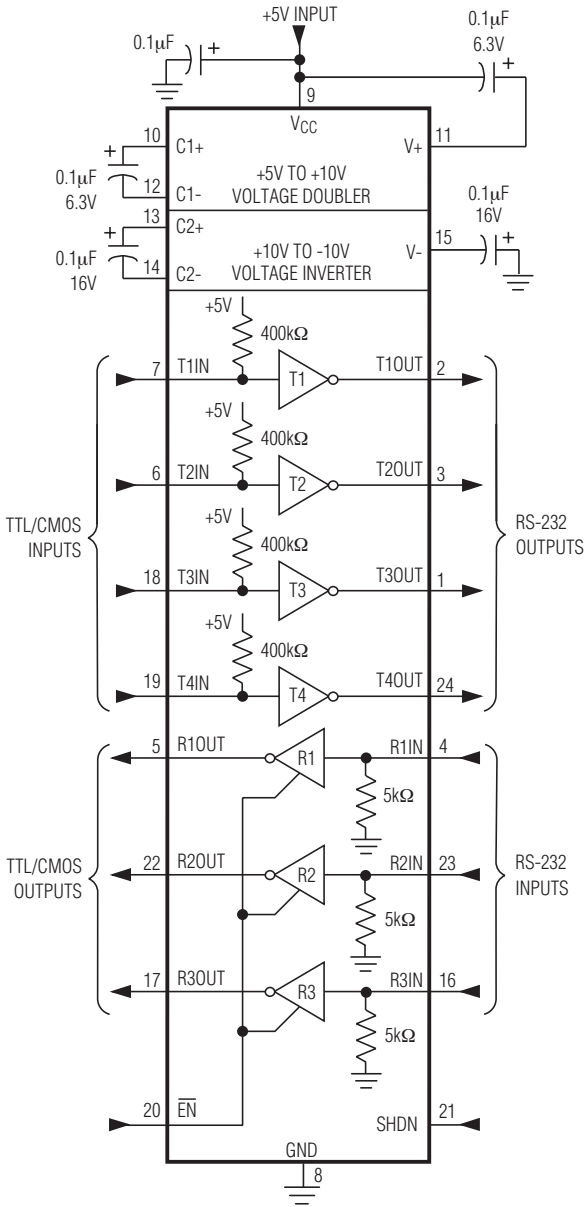 +5V INPUT
0.1µF
0.1µF
6.3V
9
VCC
10
C1+
V+
11
+5V TO +10V
VOLTAGE DOUBLER
0.1µF
6.3V
12
C1-
13
C2+
+10V TO -10V
VOLTAGE INVERTER
V-
15
0.1µF
16V
0.1µF
16V
14
C2-
+5V
400kΩ
7
T1IN
T1
T1OUT
2
+5V
400kΩ
6
T2IN
T2
T2OUT
3
TTL/CMOS
INPUTS
RS-232
OUTPUTS
+5V
400kΩ
18
T3IN
T3
T3OUT
1
+5V
400kΩ
19
T4IN
T4
T4OUT
24
5
R1OUT
R1
R1IN
4
5kΩ
TTL/CMOS
OUTPUTS
22
R2OUT
R2
R2IN
23
5kΩ
RS-232
INPUTS
17
R3OUT
R3
R3IN
16
5kΩ
20
EN
SHDN
21
GND
8